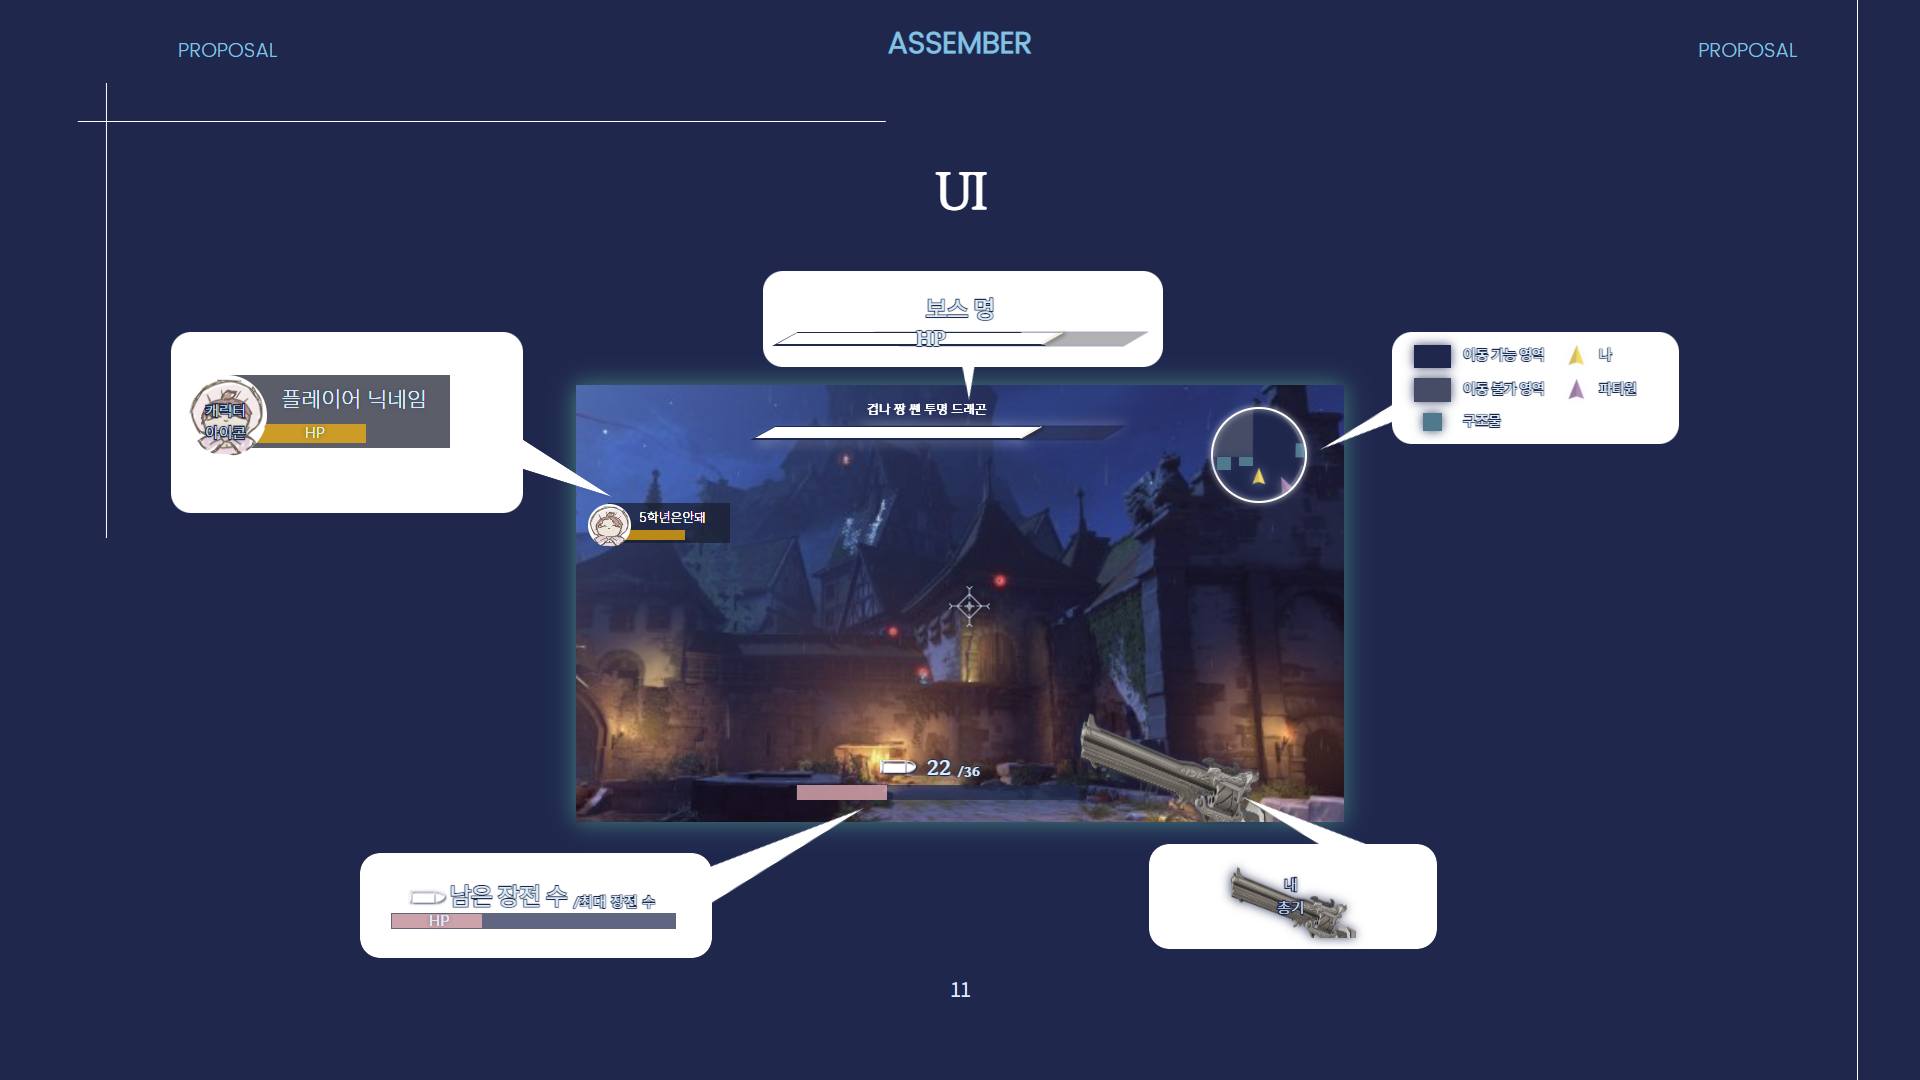 PROPOSAL
ASSEMBER
PROPOSAL
UI
보스 명
HP
플레이어 닉네임
캐릭터
아이콘
HP
이동 가능 영역
나
이동 불가 영역
파티원
구조물
겁나 짱 쎈 투명 드래곤
5학년은안돼
22 /36
남은 장전 수 /최대 장전 수
HP
내
총기
11